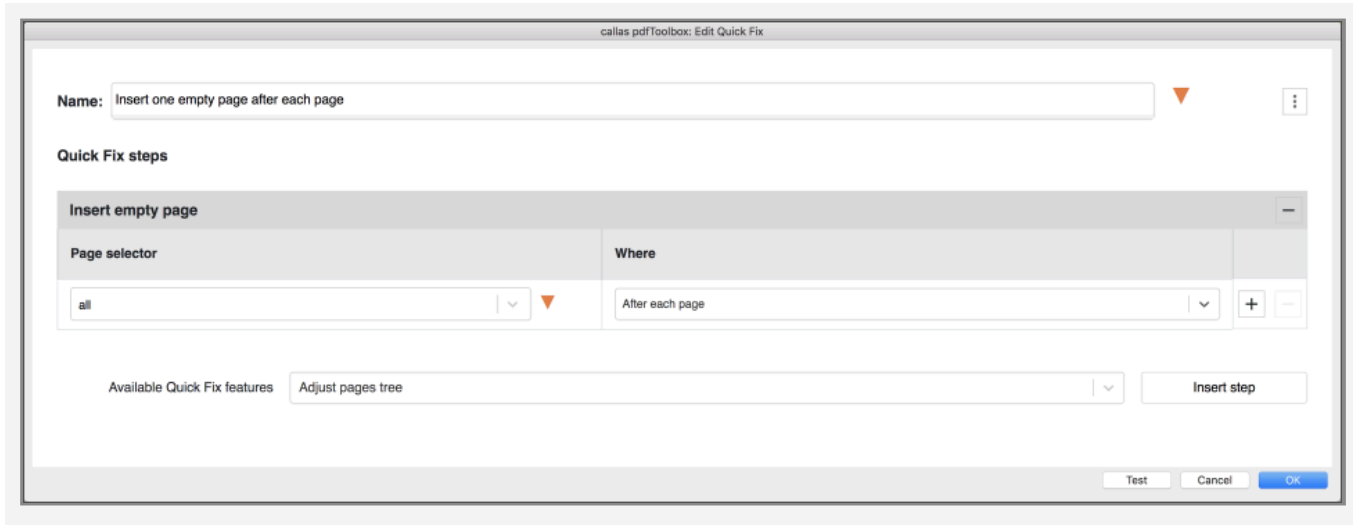 callas pdfToolbox: Edit Quick Fix
Name: Insert one empty page after each page
Quick Fix steps
Insert empty page
Page selector Where
all After each page
Available Quick Fix features Adjust pages tree Insert step
Test Cancel OK